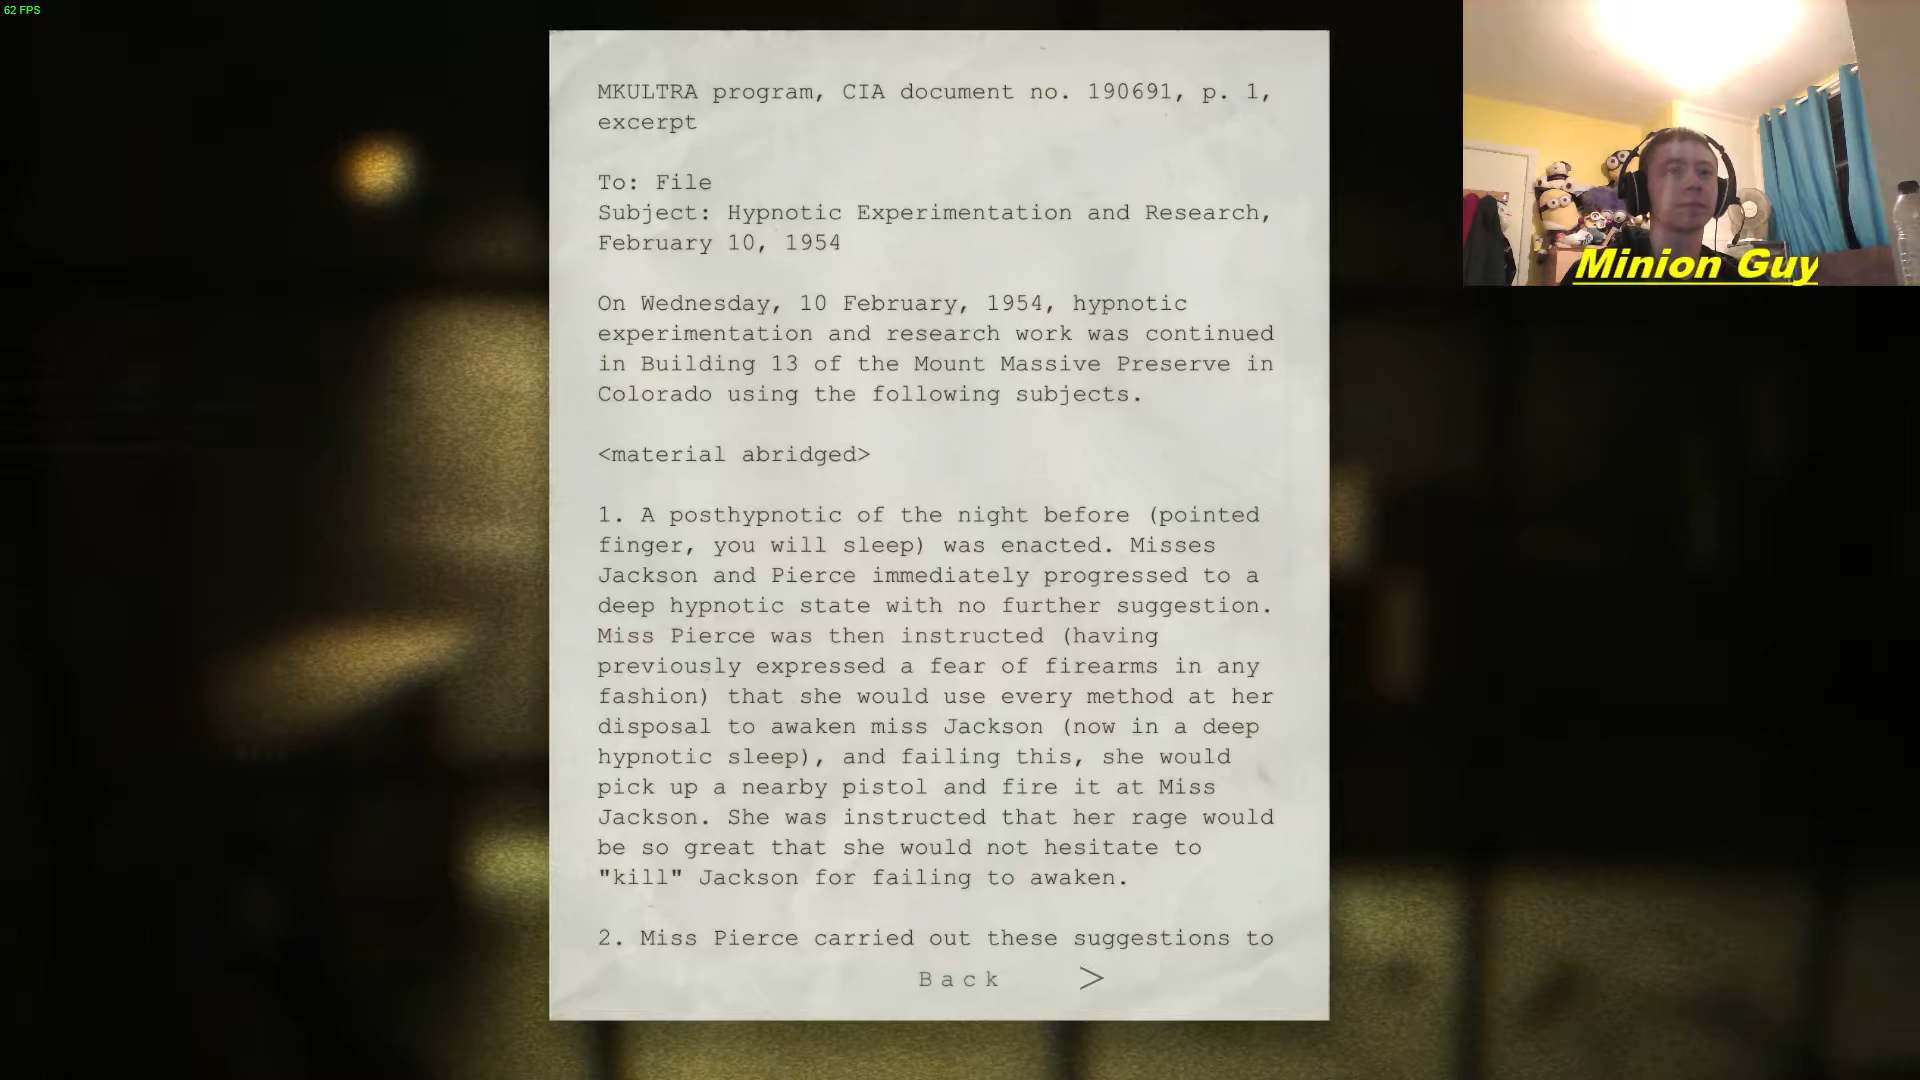 62 FPS
MKULTRA program, CIA document no. 190691, p. 1,
excerpt
To: File
Subject: Hypnotic Experimentation and Research,
February 10, 1954
On Wednesday, 10 February, 1954, hypnotic
experimentation and research work was continued
in Building 13 of the Mount Massive Preserve in
Colorado using the following subjects.
<material abridged>
1. A posthypnotic of the night before (pointed
finger, you will sleep) was enacted. Misses
Jackson and Pierce immediately progressed to a
deep hypnotic state with no further suggestion.
Miss Pierce was then instructed (having
previously expressed a fear of firearms in any
fashion) that she would use every method at her
disposal to awaken miss Jackson (now in a deep
hypnotic sleep), and failing this, she would
pick up a nearby pistol and fire it at Miss
Jackson. She was instructed that her rage would
be so great that she would not hesitate to
"kill" Jackson for failing to awaken.
2. Miss Pierce carried out these suggestions to
Back >
Minion Guy